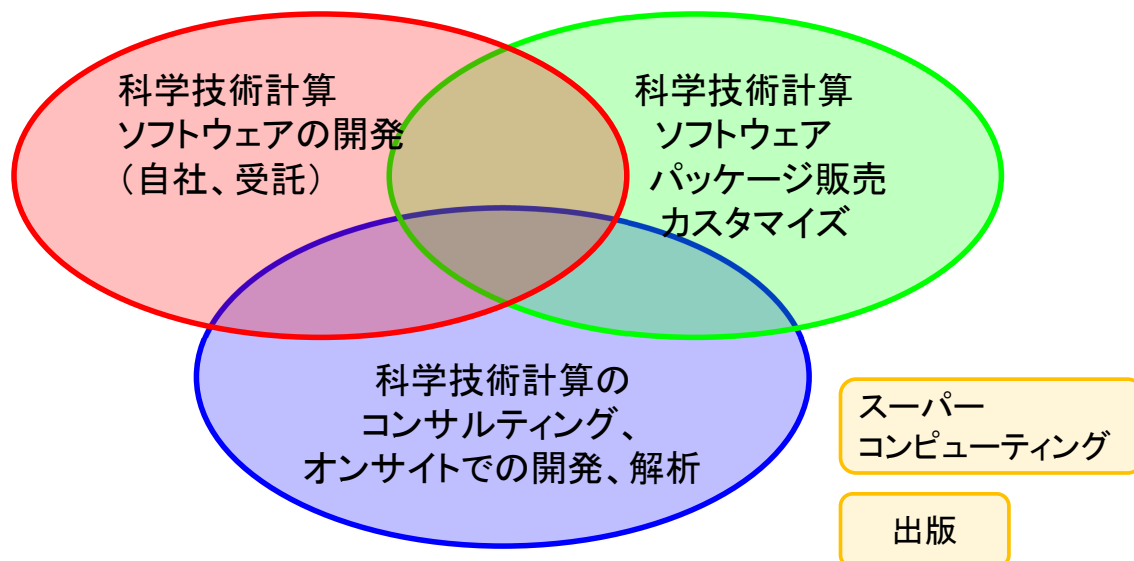 科学技術計算
ソフトウェアの開発
（自社、受託）
科学技術計算
ソフトウェア
パッケージ販売
カスタマイズ
科学技術計算の
コンサルティング、
オンサイトでの開発、解析
スーパー
コンピューティング
出版